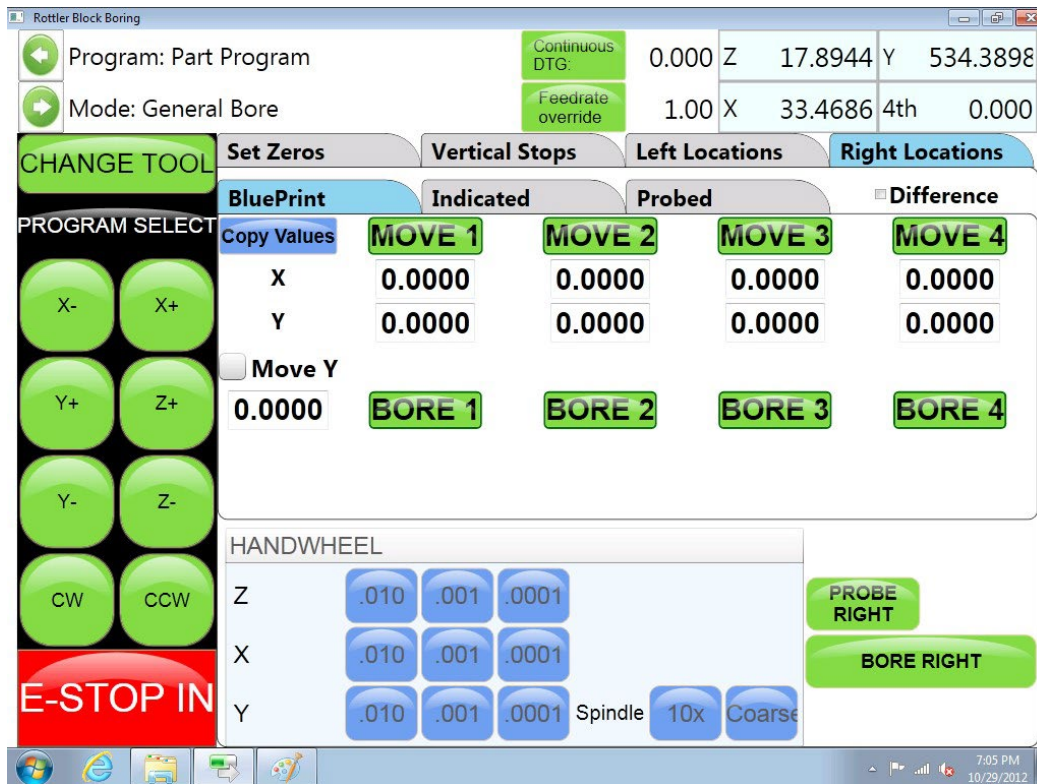 Rottler Block Boring
Program: Part Program
Continuous DTG:
0.000 Z 17.8944 Y 534.3898
Mode: General Bore
Feedrate override
1.00 X 33.4686 4th 0.000
CHANGE TOOL
Set Zeros Vertical Stops Left Locations Right Locations
BluePrint Indicated Probed Difference
PROGRAM SELECT
Copy Values MOVE 1 MOVE 2 MOVE 3 MOVE 4
X 0.0000 0.0000 0.0000 0.0000
Y 0.0000 0.0000 0.0000 0.0000
Move Y
0.0000 BORE 1 BORE 2 BORE 3 BORE 4
X- X+
Y+ Z+
Y- Z-
CW CCW
E-STOP IN
HANDWHEEL
Z .010 .001 .0001
X .010 .001 .0001
Y .010 .001 .0001 Spindle 10x Coarse
PROBE
RIGHT
BORE RIGHT
7:05 PM
10/29/2012